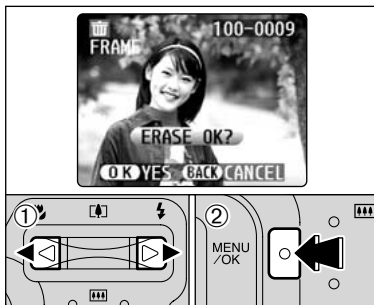 100-0009
FRAME
ERASE OK?
OK YES BACK CANCEL
①
②
MENU
/OK